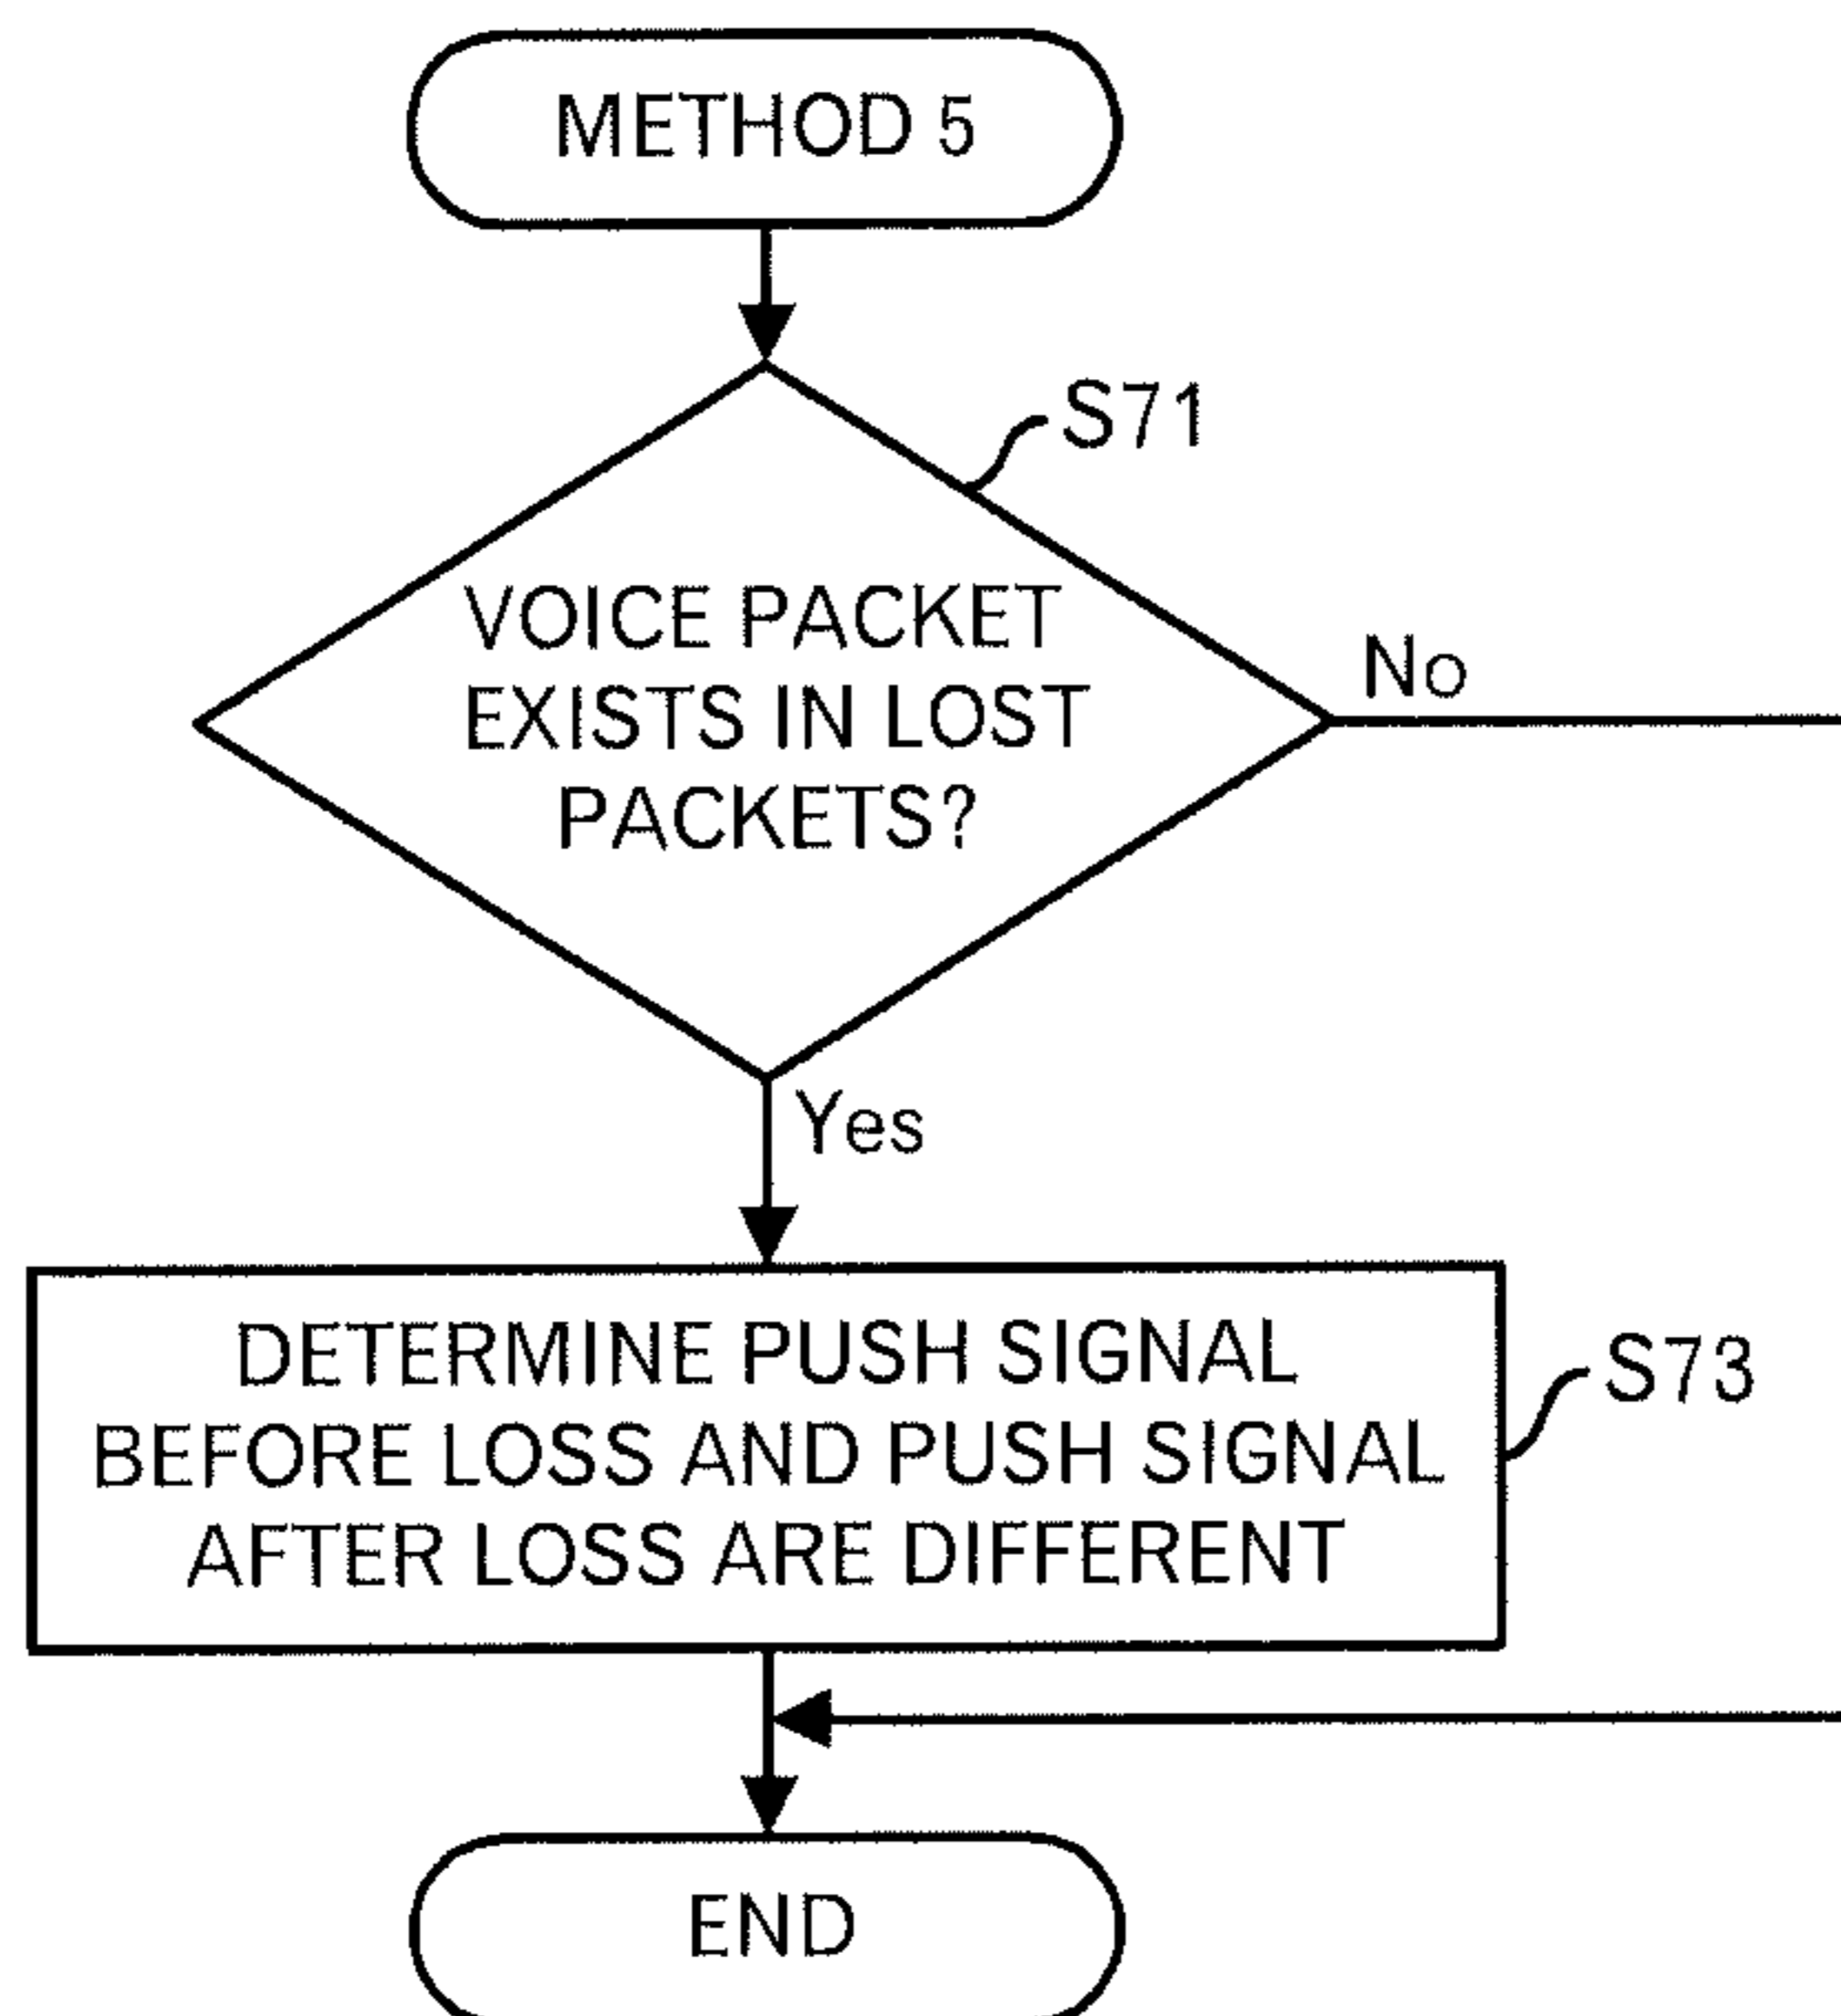 METHOD 5
S71
VOICE PACKET
EXISTS IN LOST
PACKETS?
No
Yes
DETERMINE PUSH SIGNAL
BEFORE LOSS AND PUSH SIGNAL
AFTER LOSS ARE DIFFERENT
S73
END